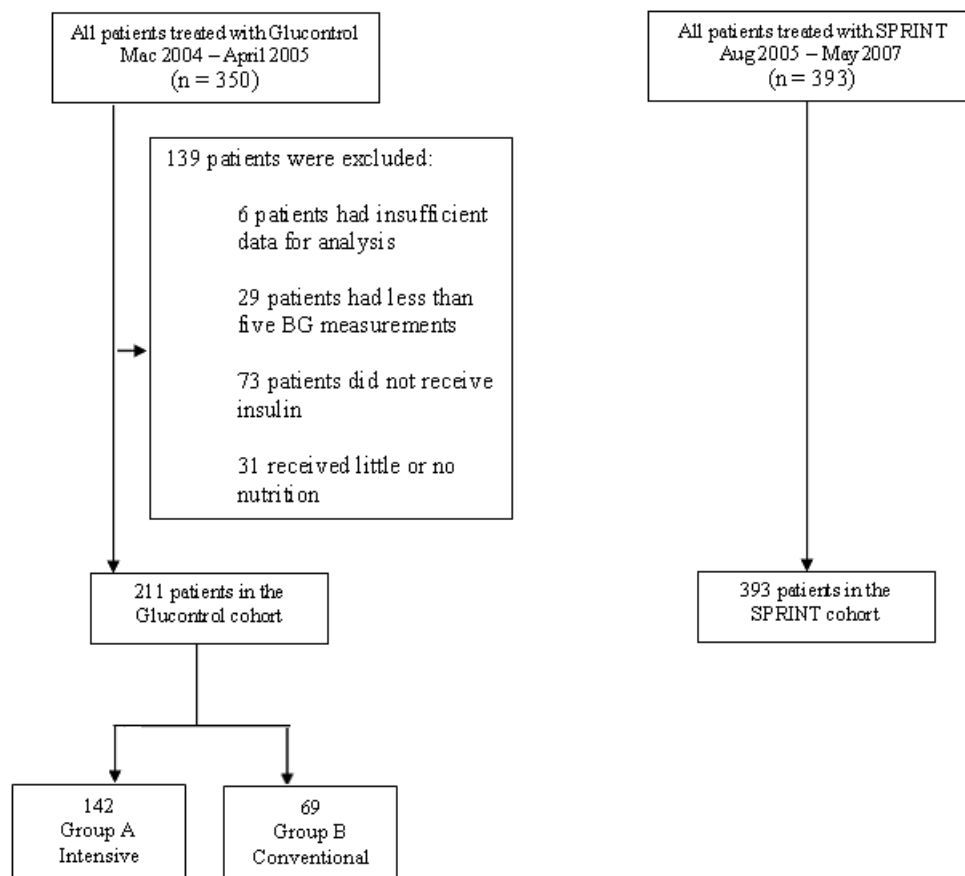 All patients treated with Glucontrol
Mac 2004 – April 2005
(n = 350)
All patients treated with SPRINT
Aug 2005 – May 2007
(n = 393)
139 patients were excluded:
6 patients had insufficient
data for analysis
29 patients had less than
five BG measurements
73 patients did not receive
insulin
31 received little or no
nutrition
211 patients in the
Glucontrol cohort
393 patients in the
SPRINT cohort
142
Group A
Intensive
69
Group B
Conventional